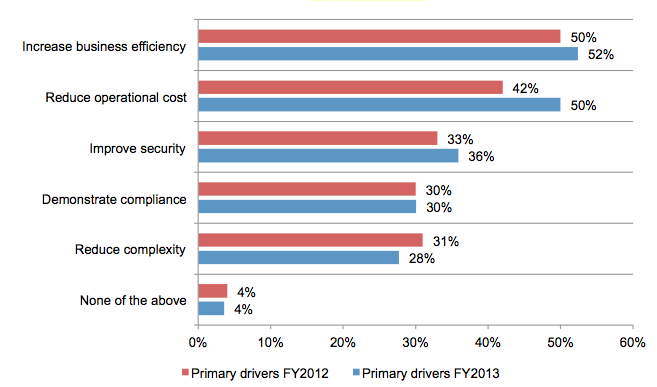 Increase business efficiency
50%
52%
Reduce operational cost
42%
50%
Improve security
33%
36%
Demonstrate compliance
30%
30%
Reduce complexity
31%
28%
None of the above
4%
4%
0% 10% 20% 30% 40% 50% 60%
Primary drivers FY2012 Primary drivers FY2013